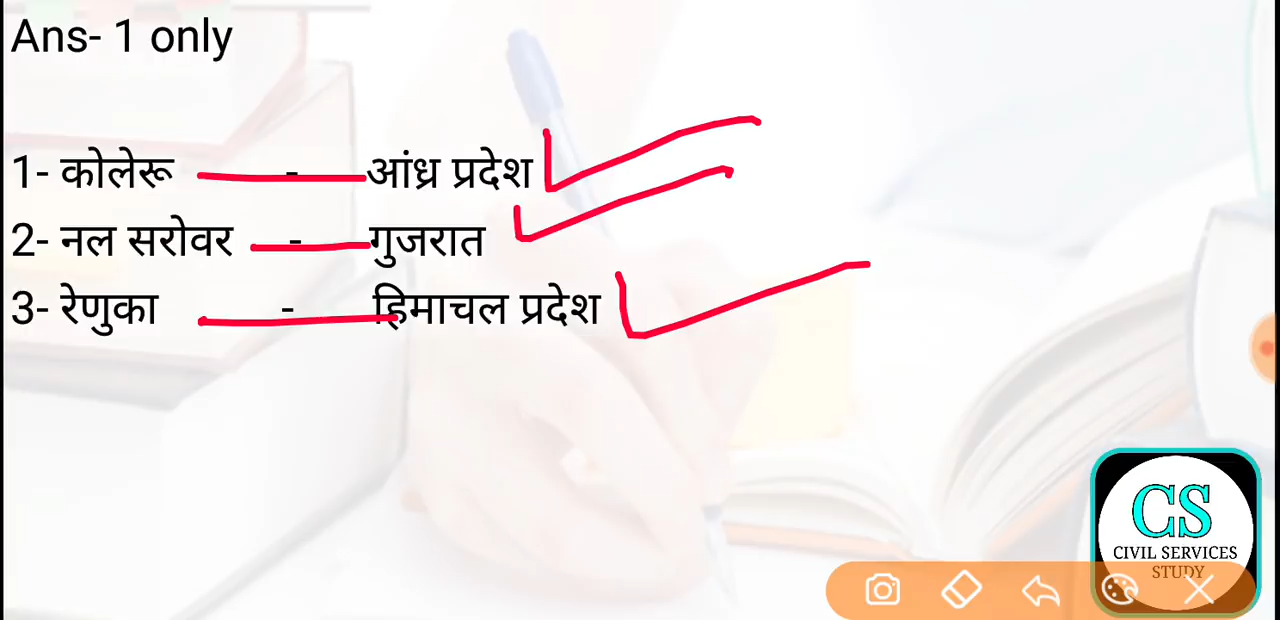 Ans- 1 only
1- कोलेरू - आंध्र प्रदेश
2- नल सरोवर - गुजरात
3- रेणुका - हिमाचल प्रदेश
CS
CIVIL SERVICES
STUDY